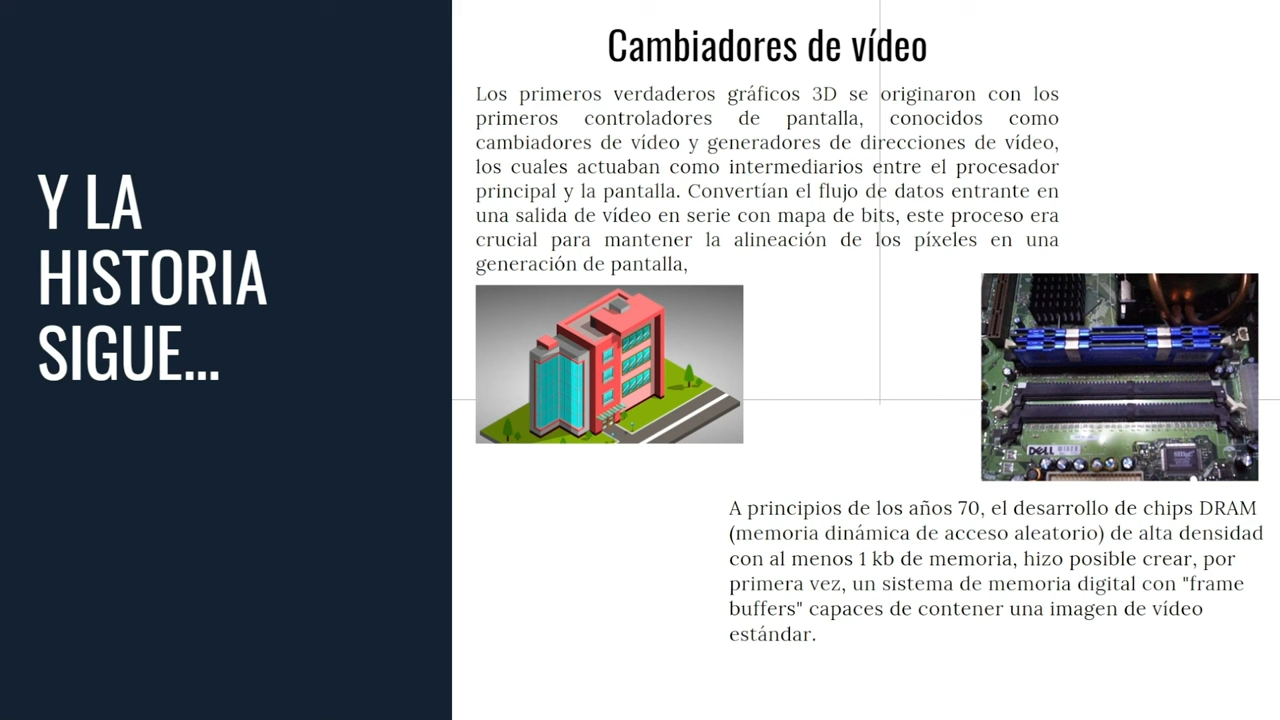 Y LA
HISTORIA
SIGUE...
Cambiadores de vídeo
Los primeros verdaderos gráficos 3D se originaron con los
primeros controladores de pantalla, conocidos como
cambiadores de vídeo y generadores de direcciones de vídeo,
los cuales actuaban como intermediarios entre el procesador
principal y la pantalla. Convertían el flujo de datos entrante en
una salida de vídeo en serie con mapa de bits, este proceso era
crucial para mantener la alineación de los píxeles en una
generación de pantalla,
DELL
A principios de los años 70, el desarrollo de chips DRAM
(memoria dinámica de acceso aleatorio) de alta densidad
con al menos 1 kb de memoria, hizo posible crear, por
primera vez, un sistema de memoria digital con "frame
buffers" capaces de contener una imagen de vídeo
estándar.